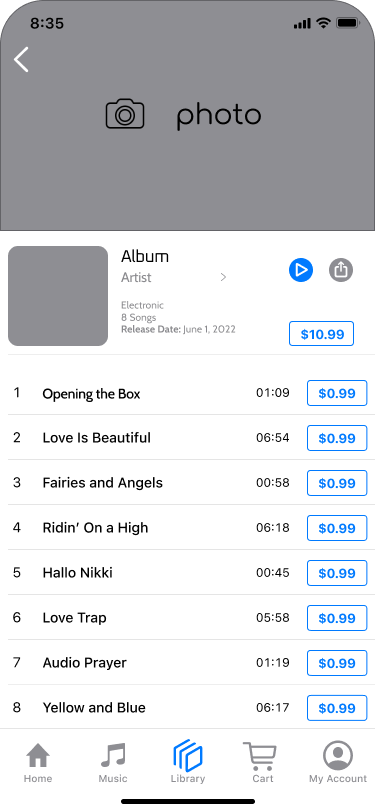 8:35
photo
Album
Artist
Electronic
8 Songs
Release Date: June 1, 2022
$10.99
1 Opening the Box 01:09 $0.99
2 Love Is Beautiful 06:54 $0.99
3 Fairies and Angels 00:58 $0.99
4 Ridin’ On a High 06:18 $0.99
5 Hallo Nikki 00:45 $0.99
6 Love Trap 05:58 $0.99
7 Audio Prayer 01:19 $0.99
8 Yellow and Blue 06:17 $0.99
Home Music Library Cart My Account